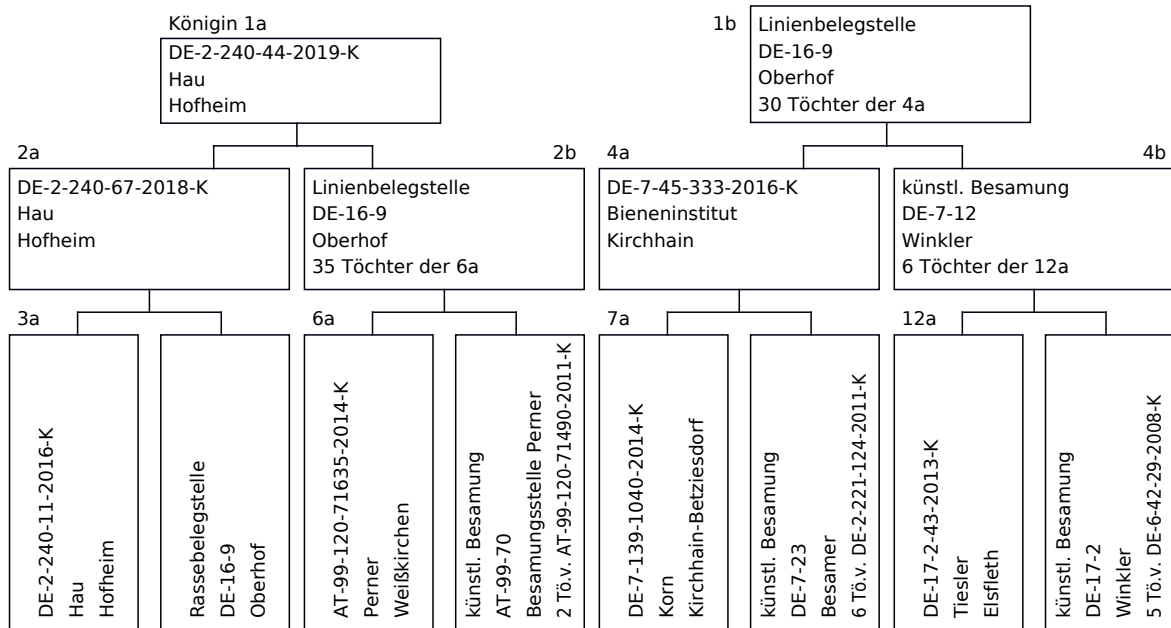 Königin 1a
DE-2-240-44-2019-K
Hau
Hofheim
1b
Linienbelegstelle
DE-16-9
Oberhof
30 Töchter der 4a
2a
DE-2-240-67-2018-K
Hau
Hofheim
2b
Linienbelegstelle
DE-16-9
Oberhof
35 Töchter der 6a
4a
DE-7-45-333-2016-K
Bieneninstitut
Kirchhain
4b
künstl. Besamung
DE-7-12
Winkler
6 Töchter der 12a
3a
DE-2-240-11-2016-K
Hau
Hofheim
Rassebelegstelle
DE-16-9
Oberhof
6a
AT-99-120-71635-2014-K
Perner
Weißkirchen
künstl. Besamung
AT-99-70
Besamungsstelle Perner
2 Tö.v. AT-99-120-71490-2011-K
7a
DE-7-139-1040-2014-K
Korn
Kirchhain-Betziesdorf
künstl. Besamung
DE-7-23
Besamer
6 Tö.v. DE-2-221-124-2011-K
12a
DE-17-2-43-2013-K
Tiesler
Elsfleth
künstl. Besamung
DE-17-2
Winkler
5 Tö.v. DE-6-42-29-2008-K